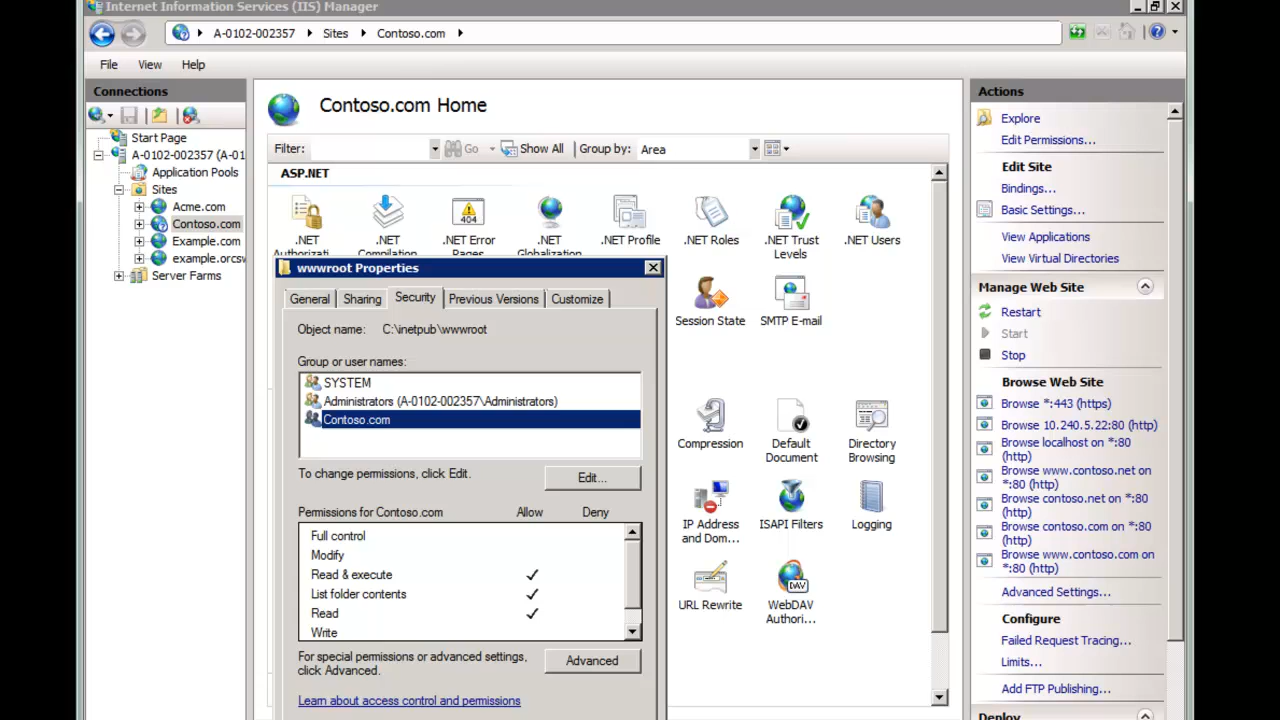 Internet Information Services (IIS) Manager
A-0102-002357
Sites
Contoso.com
File
View
Help
Connections
Start Page
A-0102-002357 (A-01
Application Pools
Sites
Acme.com
Contoso.com
Example.com
example.orcsw
Server Farms
Contoso.com Home
Filter:
Go
Show All
Group by:
Area
ASP.NET
.NET
Authorizati...
.NET
Compilation
.NET Error
Pages
.NET
Globalization
.NET Profile
.NET Roles
.NET Trust
Levels
.NET Users
404
Session State
SMTP E-mail
Compression
Default
Document
Directory
Browsing
IP Address
and Dom...
ISAPI Filters
Logging
URL Rewrite
DAV
WebDAV
Authori...
wwwroot Properties
General
Sharing
Security
Previous Versions
Customize
Object name:
C:\inetpub\wwwroot
Group or user names:
SYSTEM
Administrators (A-0102-002357\Administrators)
Contoso.com
To change permissions, click Edit.
Edit...
Permissions for Contoso.com
Allow
Deny
Full control
Modify
Read & execute
List folder contents
Read
Write
For special permissions or advanced settings,
click Advanced.
Advanced
Learn about access control and permissions
Actions
Explore
Edit Permissions...
Edit Site
Bindings...
Basic Settings...
View Applications
View Virtual Directories
Manage Web Site
Restart
Start
Stop
Browse Web Site
Browse *:443 (https)
Browse 10.240.5.22:80 (http)
Browse localhost on *:80
(http)
Browse www.contoso.net on
*:80 (http)
Browse contoso.net on *:80
(http)
Browse contoso.com on *:80
(http)
Browse www.contoso.com on
*:80 (http)
Advanced Settings...
Configure
Failed Request Tracing...
Limits...
Add FTP Publishing...
Deploy